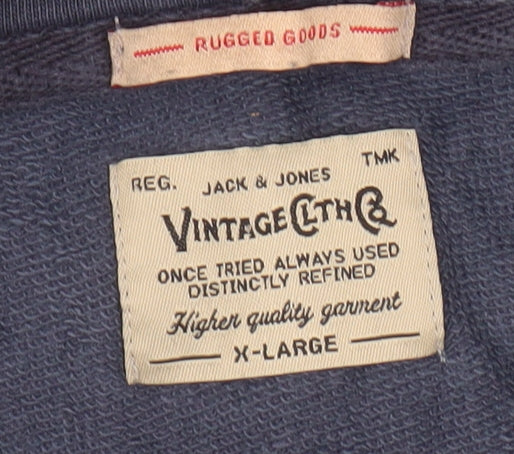 RUGGED GOODS
REG. JACK & JONES TMK
VINTAGE CLTH CO
ONCE TRIED ALWAYS USED
DISTINCTLY REFINED
Higher quality garment
X-LARGE